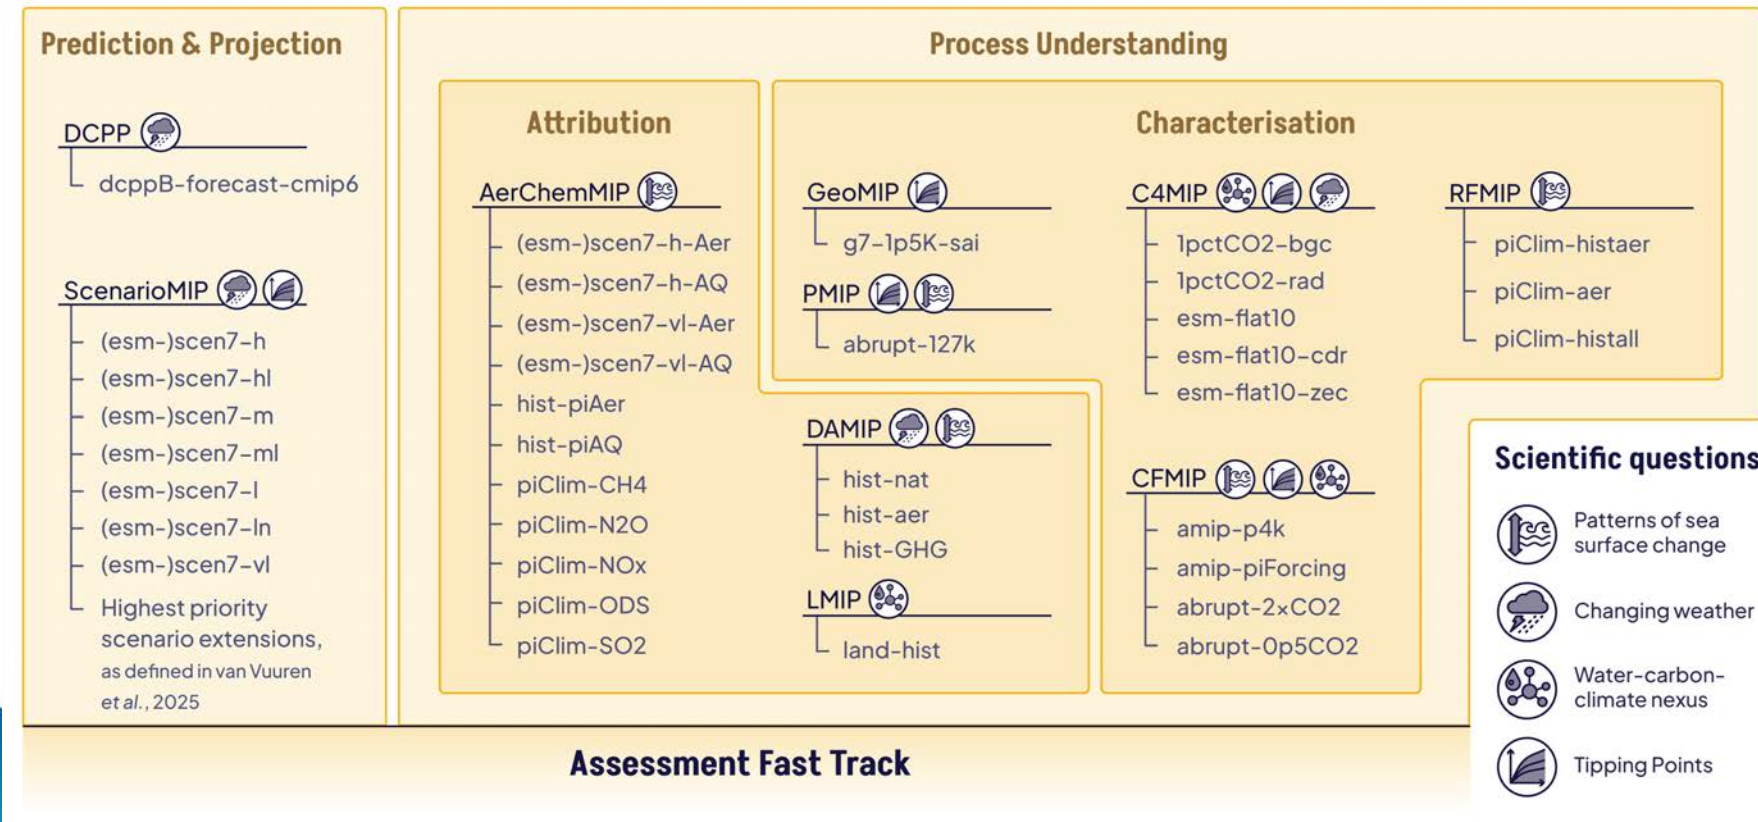 Prediction & Projection
DCPP
dcppB-forecast-cmip6
ScenarioMIP
(esm-)scen7-h
(esm-)scen7-hl
(esm-)scen7-m
(esm-)scen7-ml
(esm-)scen7-l
(esm-)scen7-ln
(esm-)scen7-vl
Highest priority
scenario extensions,
as defined in van Vuuren
et al., 2025
Process Understanding
Attribution
AerChemMIP
(esm-)scen7-h-Aer
(esm-)scen7-h-AQ
(esm-)scen7-vl-Aer
(esm-)scen7-vl-AQ
hist-piAer
hist-piAQ
piClim-CH4
piClim-N2O
piClim-NOx
piClim-ODS
piClim-SO2
DAMIP
hist-nat
hist-aer
hist-GHG
LMIP
land-hist
Characterisation
GeoMIP
g7-1p5K-sai
PMIP
abrupt-127k
C4MIP
1pctCO2-bgc
1pctCO2-rad
esm-flat10
esm-flat10-cdr
esm-flat10-zec
CFMIP
amip-p4k
amip-piForcing
abrupt-2xCO2
abrupt-0p5CO2
RFMIP
piClim-histaer
piClim-aer
piClim-histall
Scientific questions
Patterns of sea
surface change
Changing weather
Water-carbon-
climate nexus
Tipping Points
Assessment Fast Track